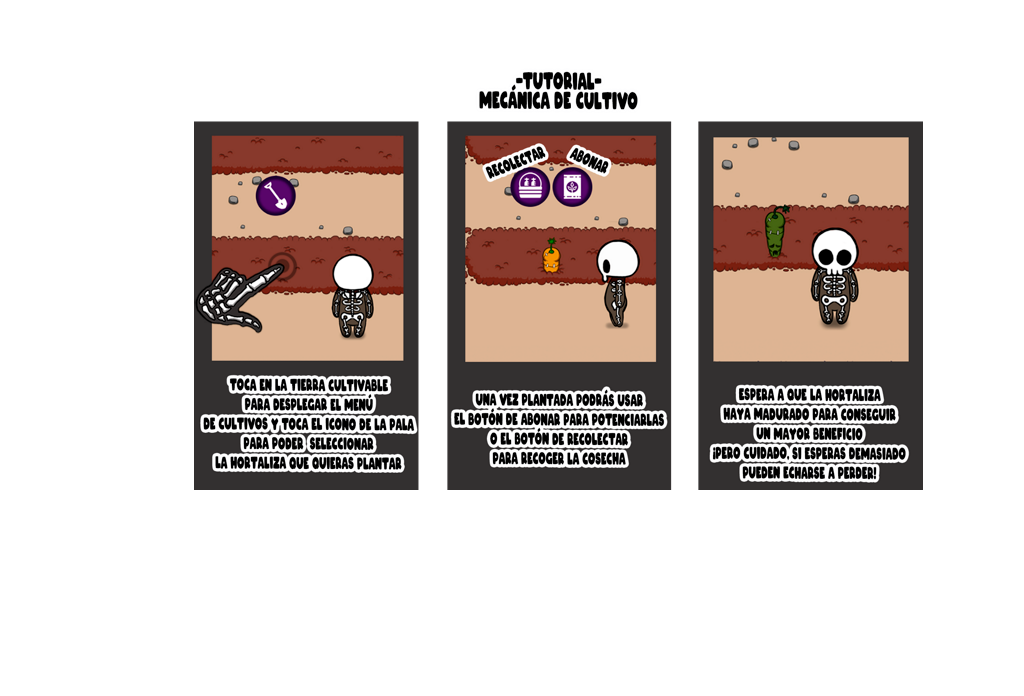 -TUTORIAL-
MECÁNICA DE CULTIVO
TOCA EN LA TIERRA CULTIVABLE
PARA DESPLEGAR EL MENÚ
DE CULTIVOS Y TOCA EL ICONO DE LA PALA
PARA PODER SELECCIONAR
LA HORTALIZA QUE QUIERAS PLANTAR
RECOLECTAR
ABONAR
UNA VEZ PLANTADA PODRÁS USAR
EL BOTÓN DE ABONAR PARA POTENCIARLAS
O EL BOTÓN DE RECOLECTAR
PARA RECOGER LA COSECHA
ESPERA A QUE LA HORTALIZA
HAYA MADURADO PARA CONSEGUIR
UN MAYOR BENEFICIO
¡PERO CUIDADO, SI ESPERAS DEMASIADO
PUEDEN ECHARSE A PERDER!